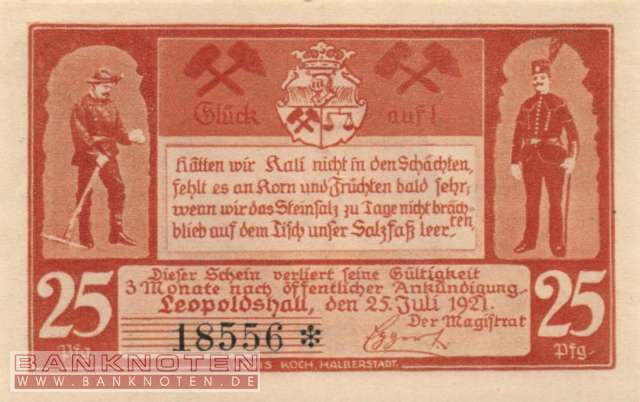 Glück auf!
Hätten wir Kali nicht in den Schächten,
fehlt es an Korn und Früchten bald sehr;
wenn wir das Steinsalz zu Tage nicht bräch-
ten,
blieb auf dem Tisch unser Salzfaß leer.
Dieser Schein verliert seine Gültigkeit
3 Monate nach öffentlicher Ankündigung
Leopoldshall, den 25. Juli 1921.
Der Magistrat
25 Pfg.
25 Pfg.
18556 *
KOCH, HALBERSTADT.
BANKNOTEN
WWW.BANKNOTEN.DE